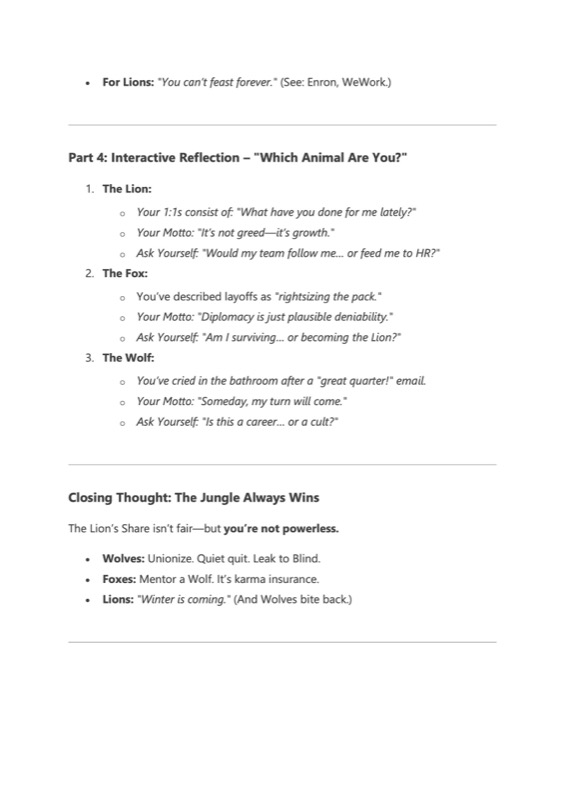 • For Lions: "You can't feast forever." (See: Enron, WeWork.)
Part 4: Interactive Reflection – "Which Animal Are You?"
1. The Lion:
o Your 1:1s consist of: "What have you done for me lately?"
o Your Motto: "It's not greed—it's growth."
o Ask Yourself: "Would my team follow me... or feed me to HR?"
2. The Fox:
o You've described layoffs as "rightsizing the pack."
o Your Motto: "Diplomacy is just plausible deniability."
o Ask Yourself: "Am I surviving... or becoming the Lion?"
3. The Wolf:
o You've cried in the bathroom after a "great quarter!" email.
o Your Motto: "Someday, my turn will come."
o Ask Yourself: "Is this a career... or a cult?"
Closing Thought: The Jungle Always Wins
The Lion's Share isn't fair—but you're not powerless.
• Wolves: Unionize. Quiet quit. Leak to Blind.
• Foxes: Mentor a Wolf. It's karma insurance.
• Lions: "Winter is coming." (And Wolves bite back.)